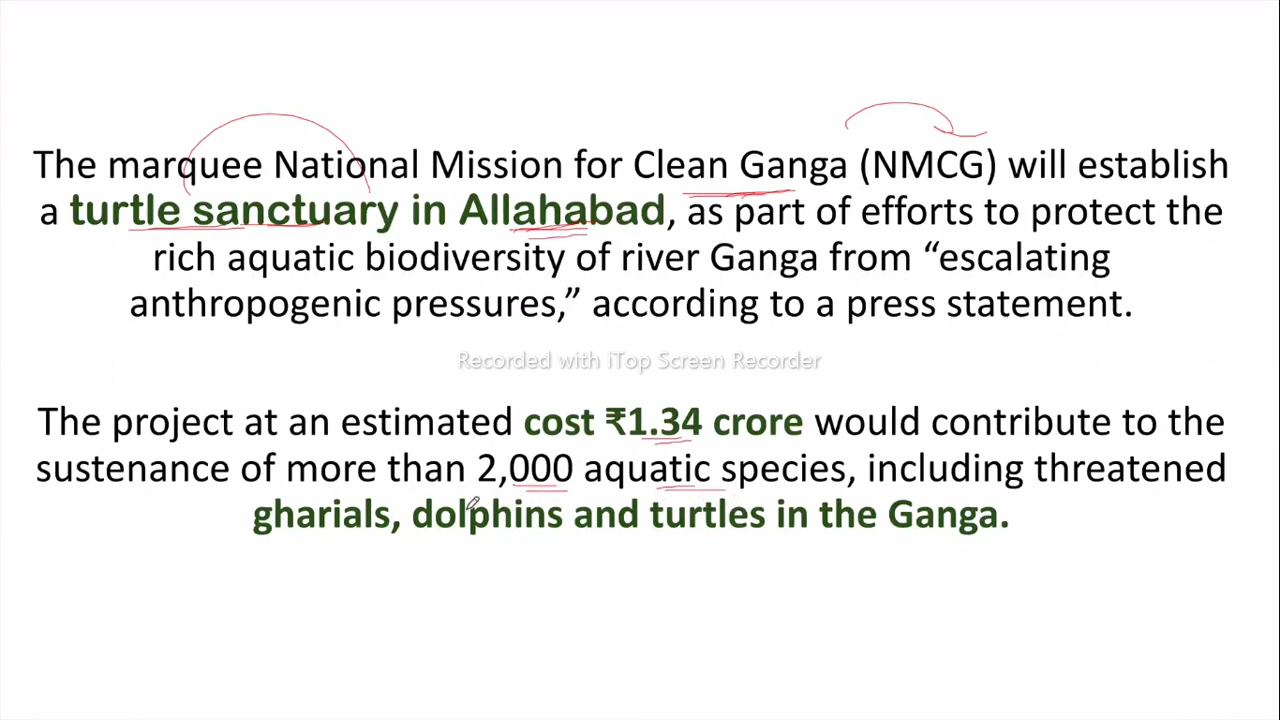 The marquee National Mission for Clean Ganga (NMCG) will establish
a turtle sanctuary in Allahabad, as part of efforts to protect the
rich aquatic biodiversity of river Ganga from “escalating
anthropogenic pressures,” according to a press statement.
Recorded with iTop Screen Recorder
The project at an estimated cost ₹1.34 crore would contribute to the
sustenance of more than 2,000 aquatic species, including threatened
gharials, dolphins and turtles in the Ganga.